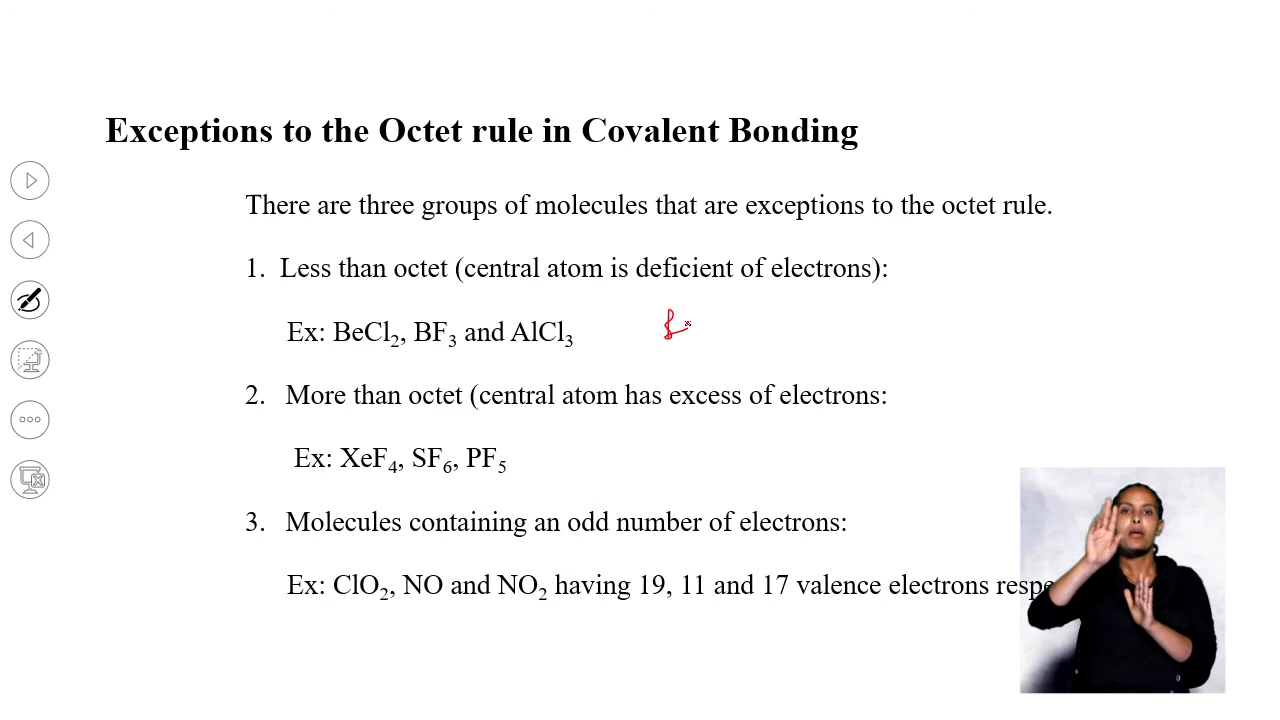 Exceptions to the Octet rule in Covalent Bonding
There are three groups of molecules that are exceptions to the octet rule.
1. Less than octet (central atom is deficient of electrons):
Ex: BeCl₂, BF₃ and AlCl₃
2. More than octet (central atom has excess of electrons:
Ex: XeF₄, SF₆, PF₅
3. Molecules containing an odd number of electrons:
Ex: ClO₂, NO and NO₂ having 19, 11 and 17 valence electrons